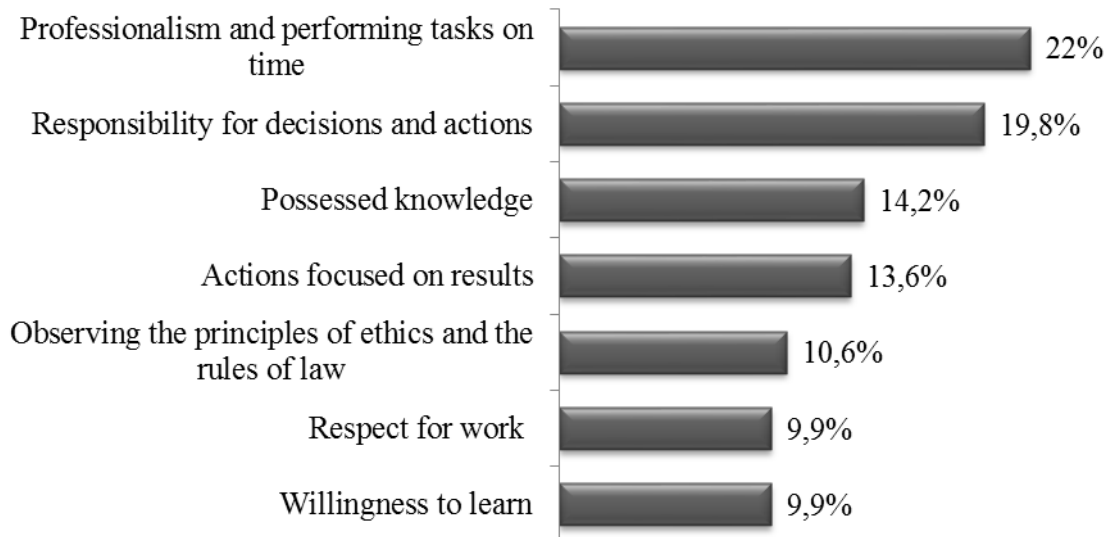 Professionalism and performing tasks on
time
22%
Responsibility for decisions and actions
19,8%
Possessed knowledge
14,2%
Actions focused on results
13,6%
Observing the principles of ethics and the
rules of law
10,6%
Respect for work
9,9%
Willingness to learn
9,9%